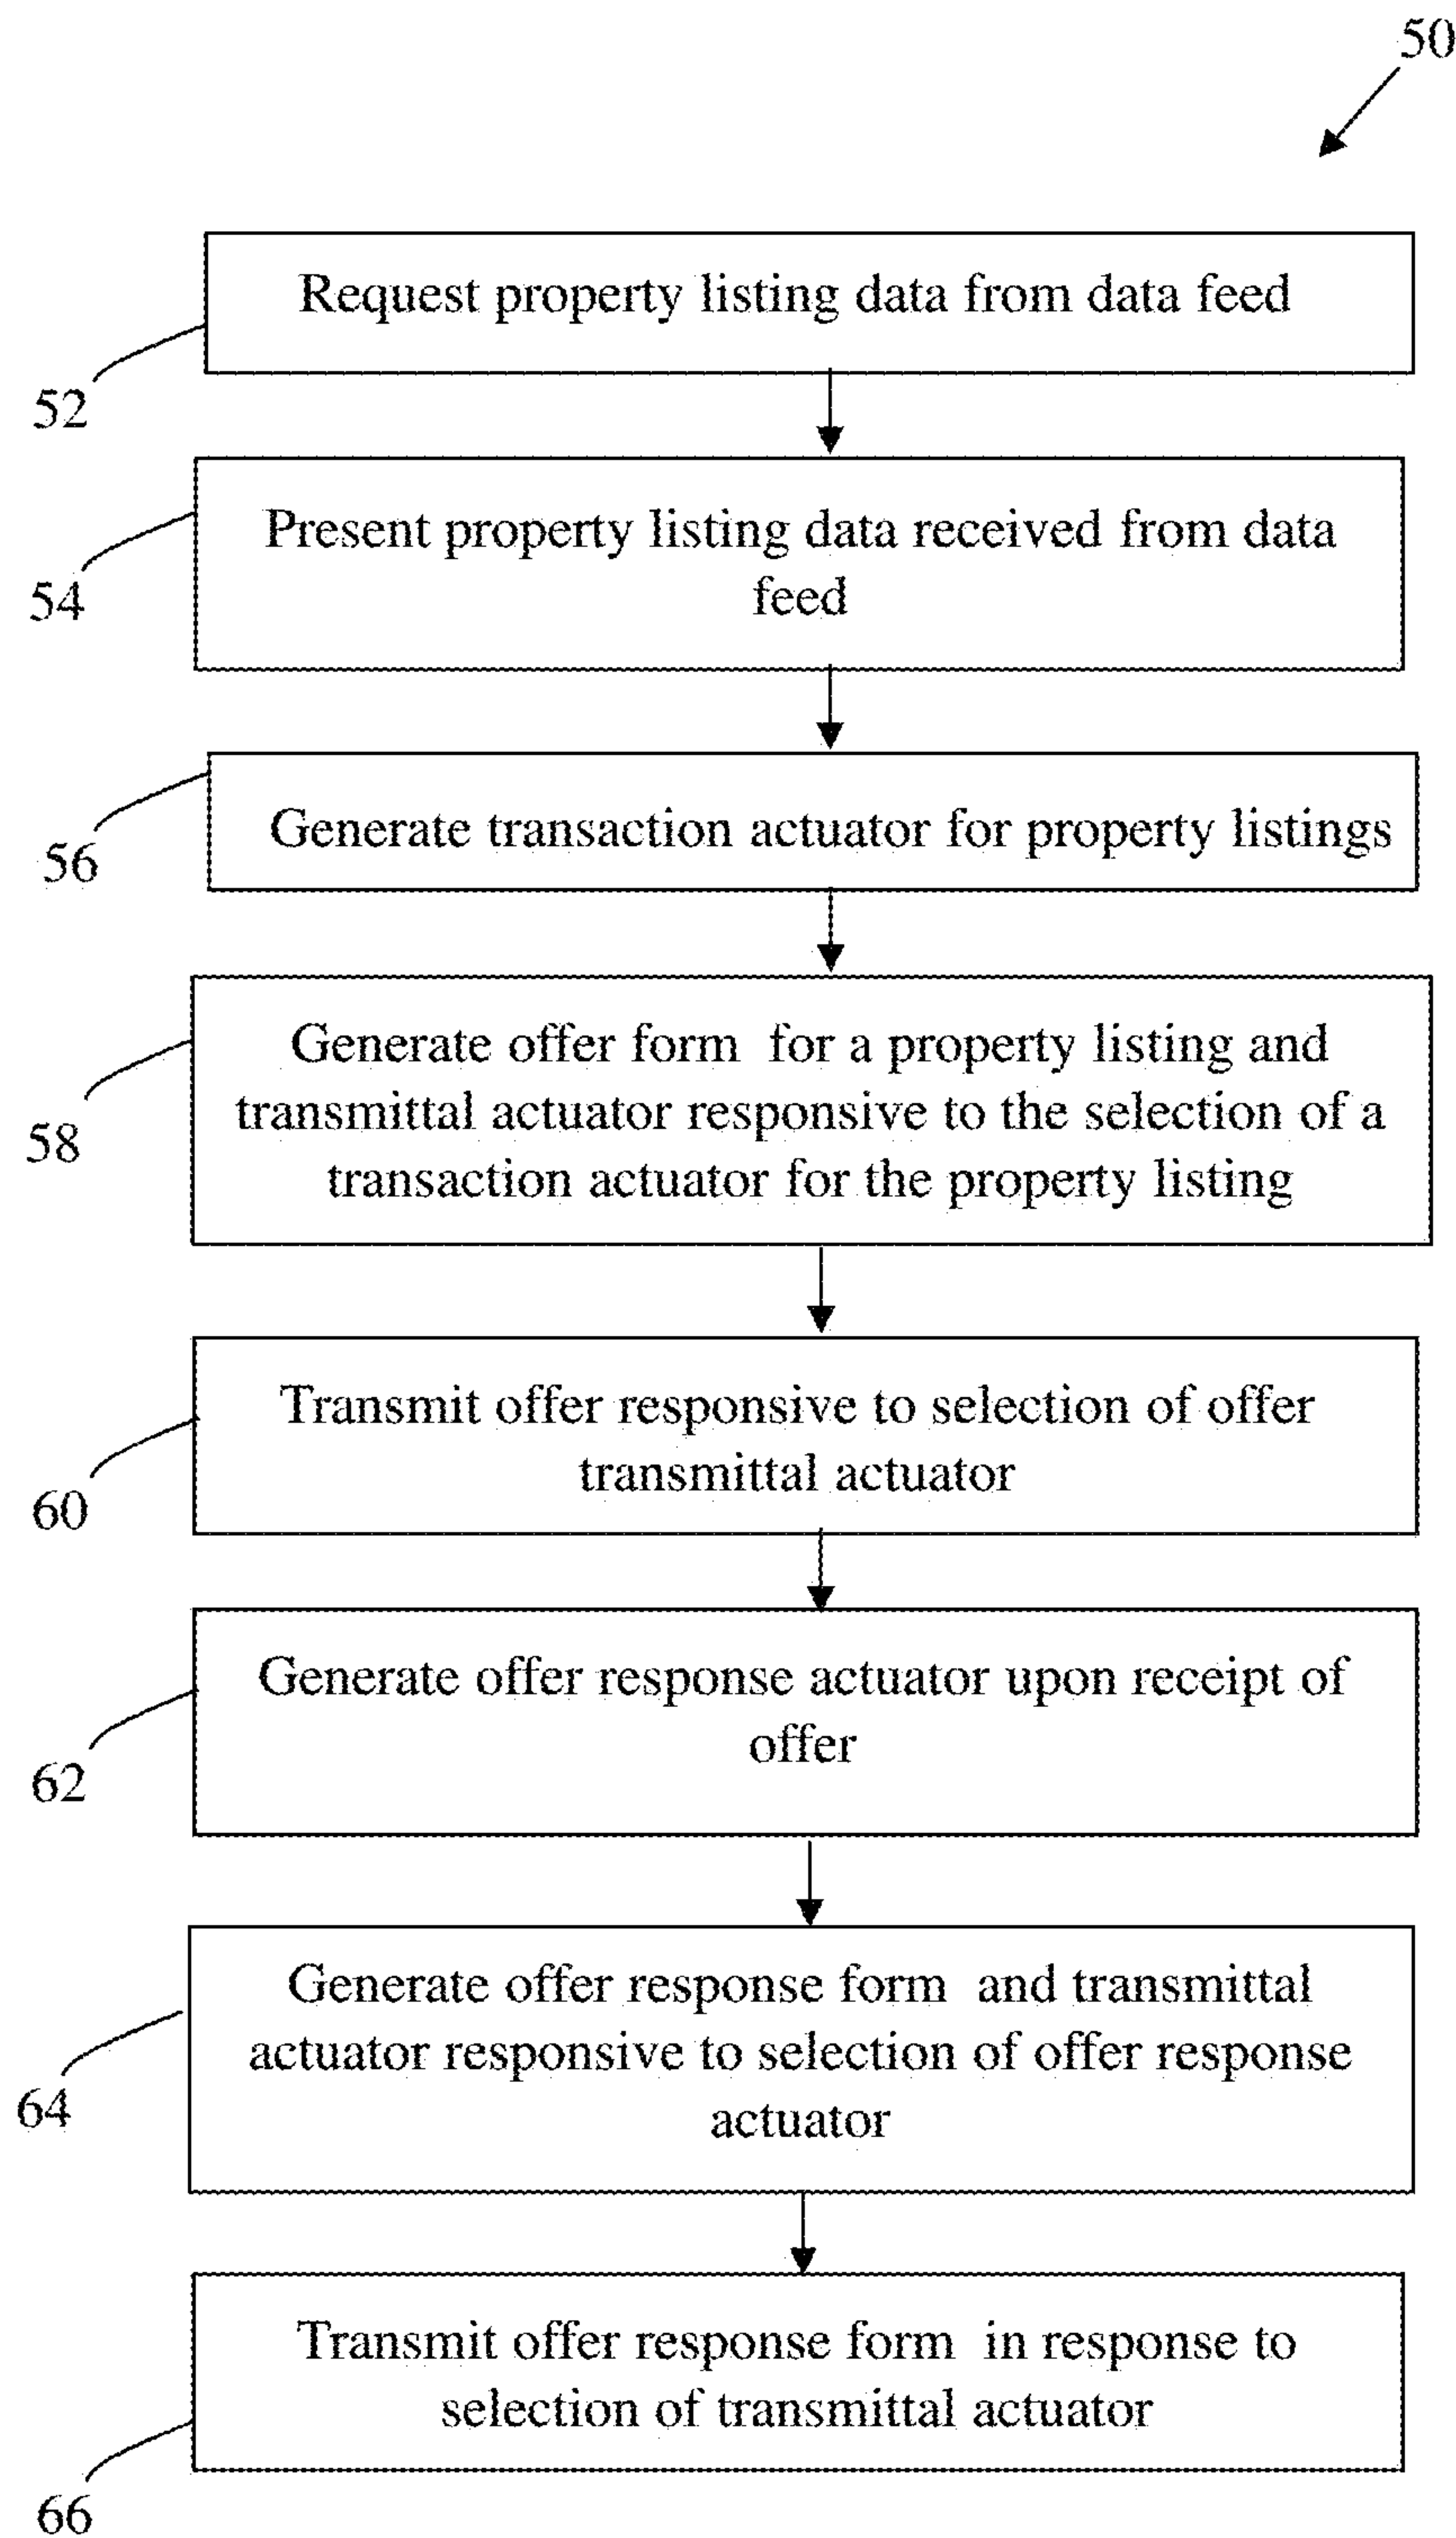 50
Request property listing data from data feed
52
Present property listing data received from data
feed
54
Generate transaction actuator for property listings
56
Generate offer form for a property listing and
transmittal actuator responsive to the selection of a
transaction actuator for the property listing
58
Transmit offer responsive to selection of offer
transmittal actuator
60
Generate offer response actuator upon receipt of
offer
62
Generate offer response form and transmittal
actuator responsive to selection of offer response
actuator
64
Transmit offer response form in response to
selection of transmittal actuator
66